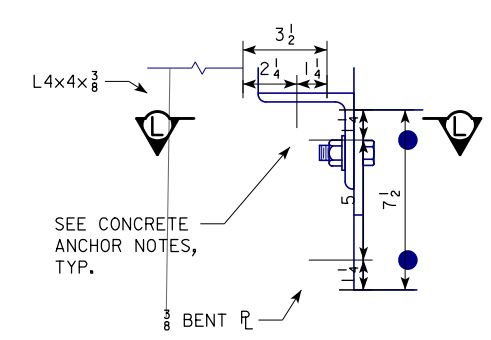 3 1/2
2 1/4
1 1/4
L4x4x3/8
1 1/4
L
L
5
7 1/2
SEE CONCRETE
ANCHOR NOTES,
TYP.
1 1/4
3/8 BENT PL